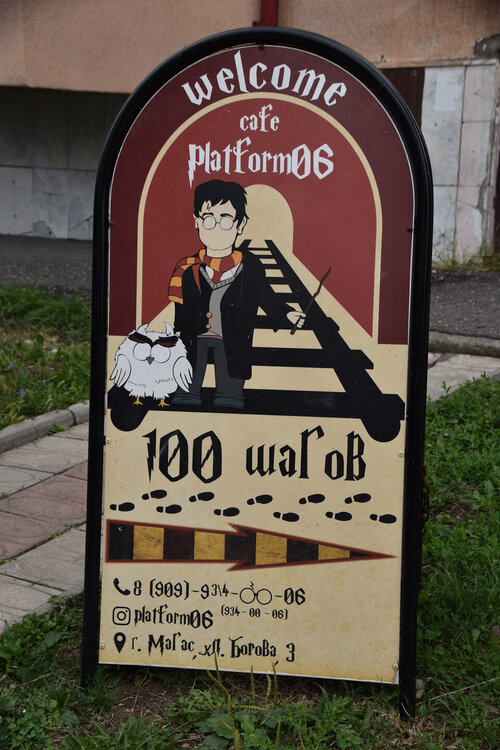 welcome
cafe
Platform06
100 шагов
8 (909)-934-00-06
platform06 (934-00-06)
г. Магас, ул. Борова 3